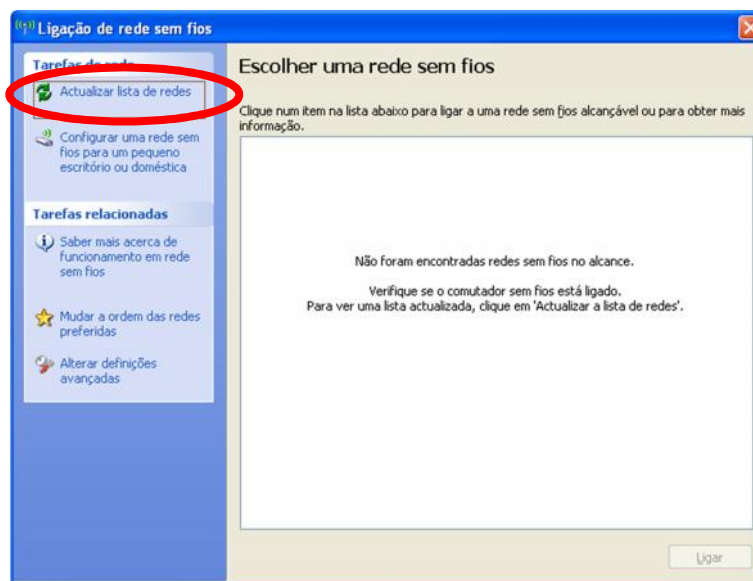 Ligação de rede sem fios
Tarefas de rede
Actualizar lista de redes
Configurar uma rede sem
fios para um pequeno
escritório ou doméstica
Tarefas relacionadas
Saber mais acerca de
funcionamento em rede
sem fios
Mudar a ordem das redes
preferidas
Alterar definições
avançadas
Escolher uma rede sem fios
Clique num item na lista abaixo para ligar a uma rede sem fios alcançável ou para obter mais
informação.
Não foram encontradas redes sem fios no alcance.
Verifique se o comutador sem fios está ligado.
Para ver uma lista actualizada, clique em 'Actualizar a lista de redes'.
Ligar